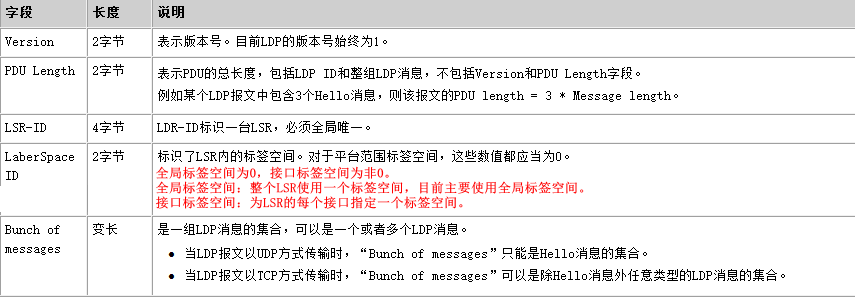 字段 长度 说明
Version 2字节 表示版本号。目前LDP的版本号始终为1。
PDU Length 2字节 表示PDU的总长度，包括LDP ID和整组LDP消息，不包括Version和PDU Length字段。
例如某个LDP报文中包含3个Hello消息，则该报文的PDU length = 3 * Message length。
LSR-ID 4字节 LDR-ID标识一台LSR，必须全局唯一。
LaberSpace 2字节 标识了LSR内的标签空间。对于平台范围标签空间，这些数值都应当为0。
ID 全局标签空间为0，接口标签空间为非0。
全局标签空间：整个LSR使用一个标签空间，目前主要使用全局标签空间。
接口标签空间：为LSR的每个接口指定一个标签空间。
Bunch of 变长 是一组LDP消息的集合，可以是一个或者多个LDP消息。
messages • 当LDP报文以UDP方式传输时，“Bunch of messages”只能是Hello消息的集合。
• 当LDP报文以TCP方式传输时，“Bunch of messages”可以是除Hello消息外任意类型的LDP消息的集合。